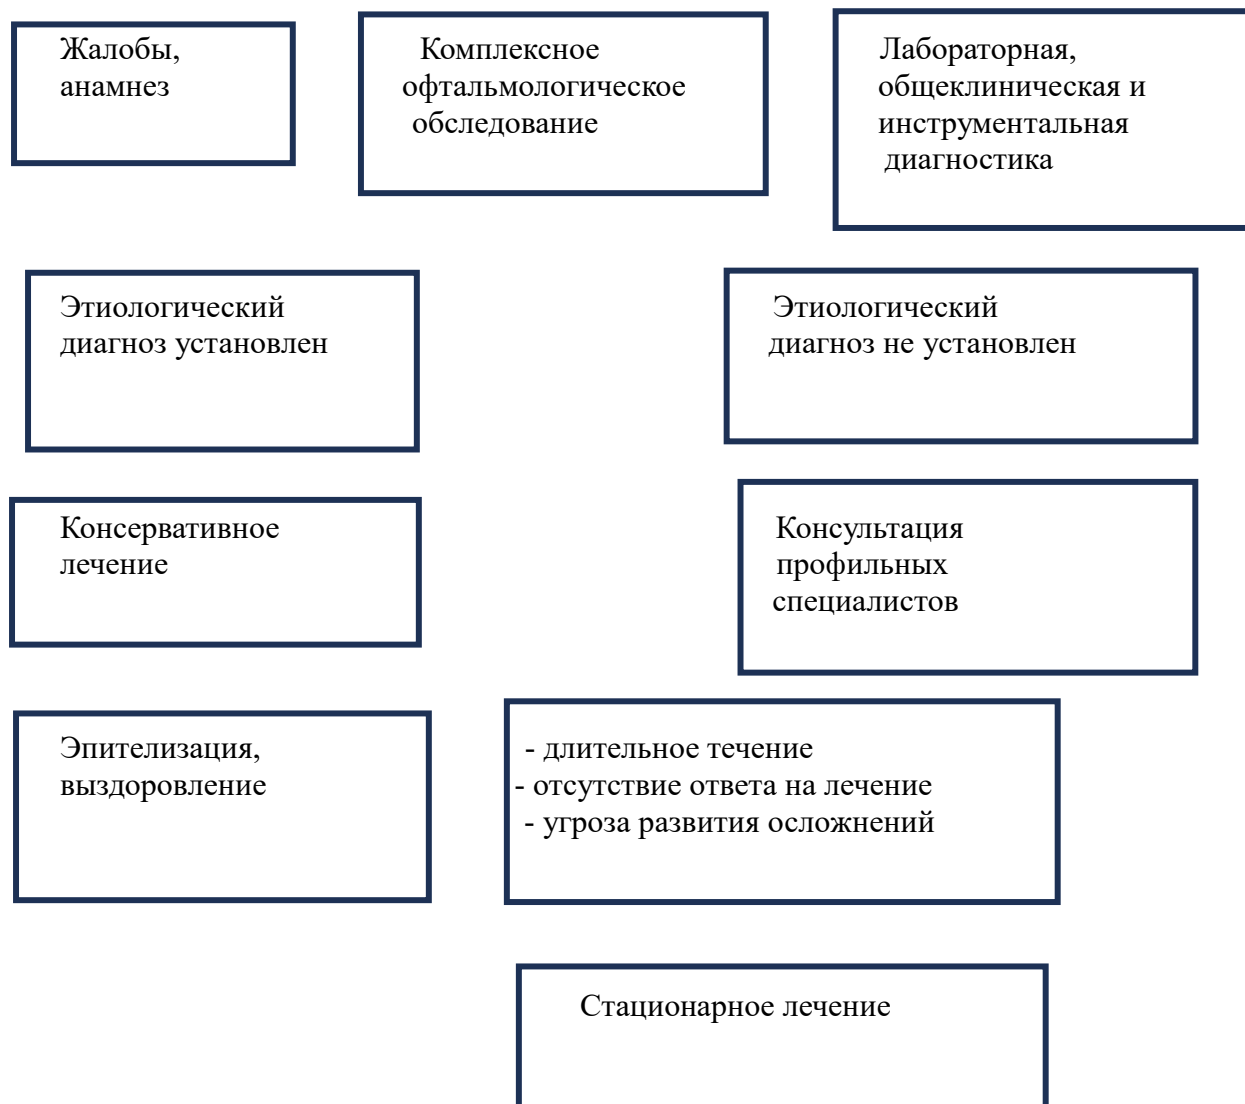 Жалобы,
анамнез
Комплексное
офтальмологическое
обследование
Лабораторная,
общеклиническая и
инструментальная
диагностика
Этиологический
диагноз установлен
Этиологический
диагноз не установлен
Консервативное
лечение
Консультация
профильных
специалистов
Эпителизация,
выздоровление
- длительное течение
- отсутствие ответа на лечение
- угроза развития осложнений
Стационарное лечение